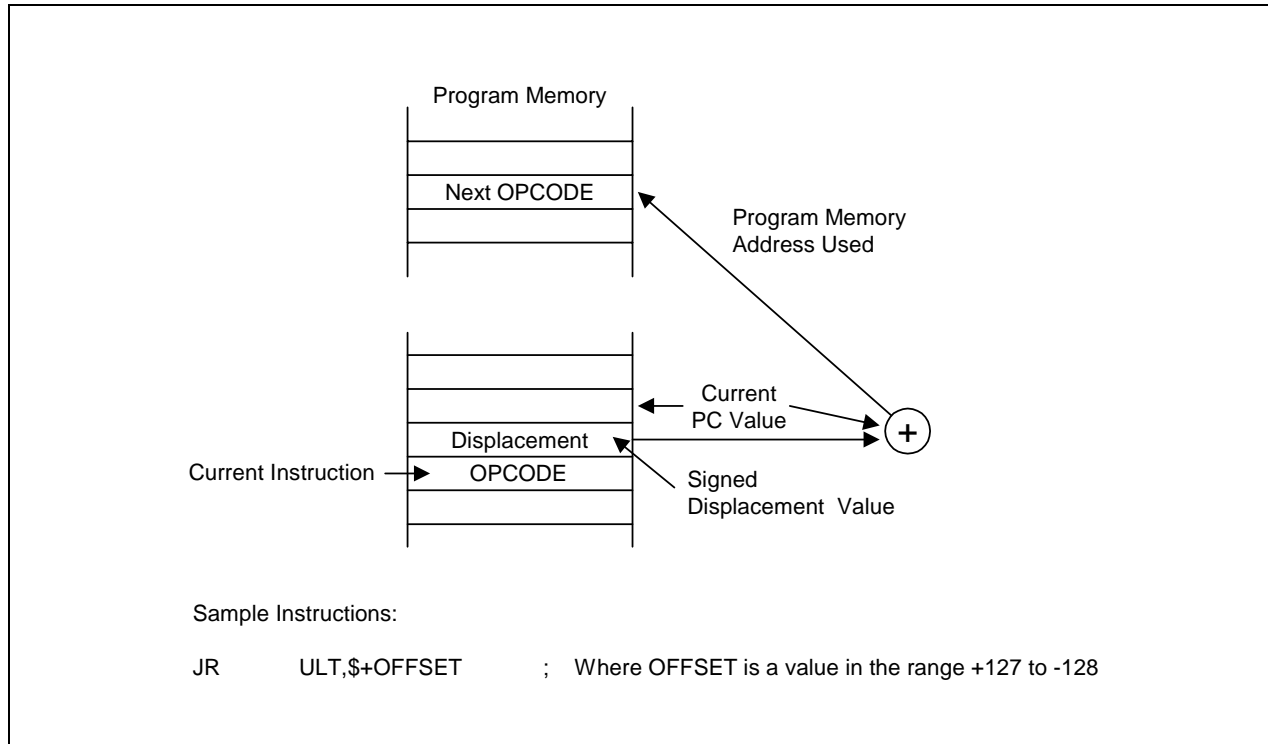 Program Memory
Next OPCODE
Program Memory
Address Used
Current
PC Value
+
Displacement
Current Instruction
OPCODE
Signed
Displacement Value
Sample Instructions:
JR ULT,$+OFFSET ; Where OFFSET is a value in the range +127 to -128